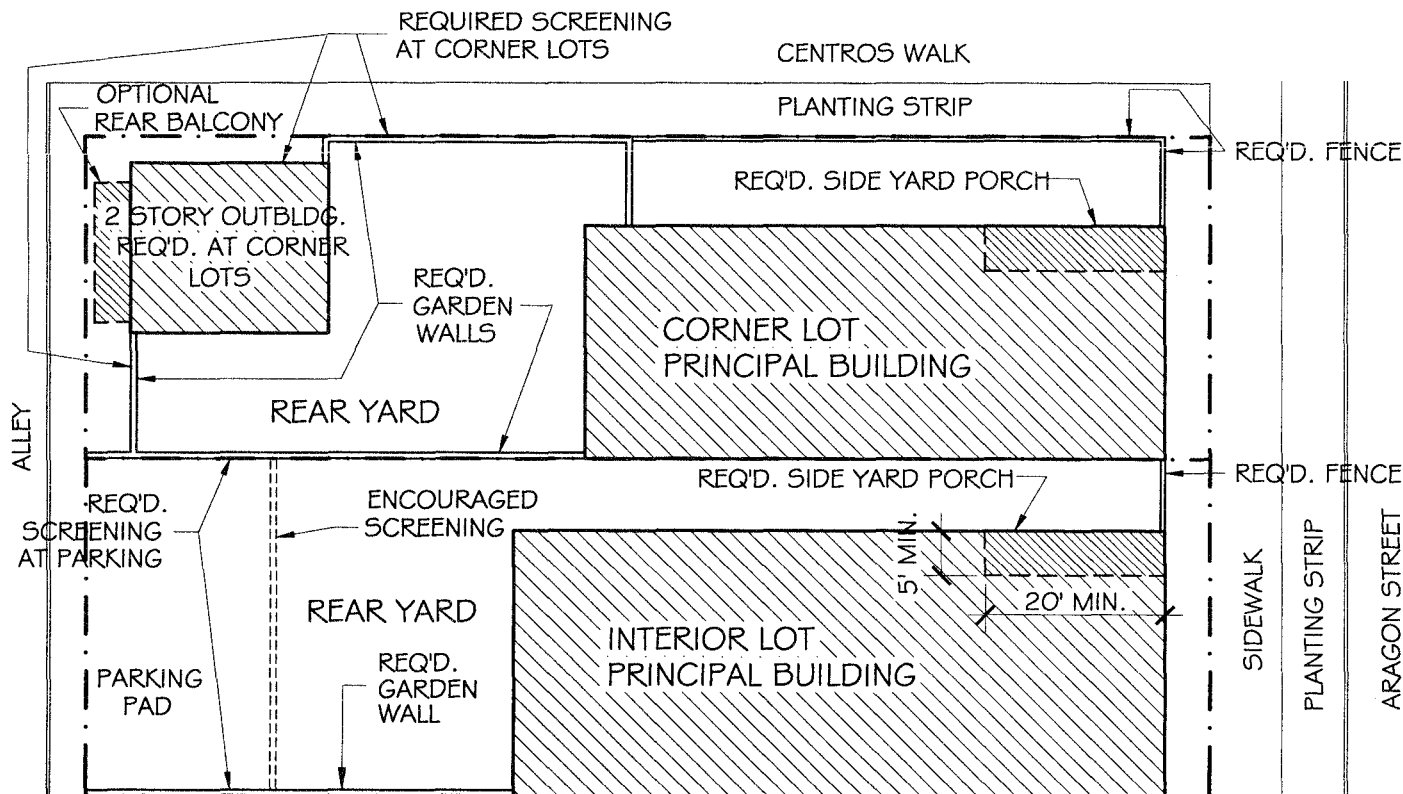 REQUIRED SCREENING
AT CORNER LOTS
CENTROS WALK
OPTIONAL
REAR BALCONY
PLANTING STRIP
REQ'D. FENCE
REQ'D. SIDE YARD PORCH
2 STORY OUTBLDG.
REQ'D. AT CORNER
LOTS
REQ'D.
GARDEN
WALLS
CORNER LOT
PRINCIPAL BUILDING
REAR YARD
ALLEY
REQ'D. SIDE YARD PORCH
REQ'D. FENCE
REQ'D.
SCREENING
AT PARKING
ENCOURAGED
SCREENING
5' MIN.
20' MIN.
REAR YARD
INTERIOR LOT
PRINCIPAL BUILDING
PARKING
PAD
REQ'D.
GARDEN
WALL
SIDEWALK
PLANTING STRIP
ARAGON STREET